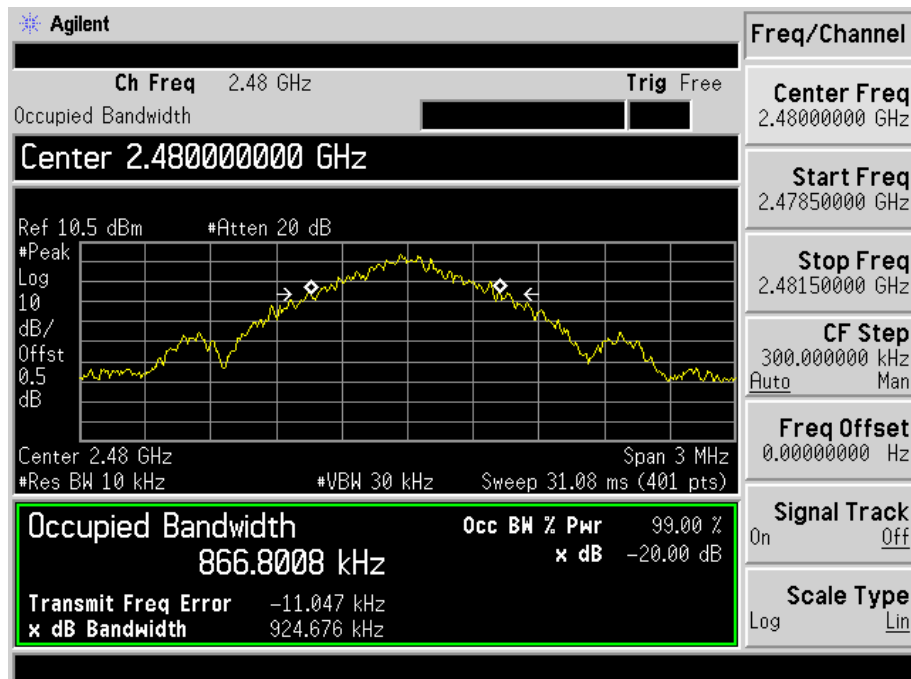 Agilent
Freq/Channel
Ch Freq 2.48 GHz Trig Free
Occupied Bandwidth
Center 2.480000000 GHz
Ref 10.5 dBm #Atten 20 dB
#Peak
Log
10
dB/
Offst
0.5
dB
Center 2.48 GHz Span 3 MHz
#Res BW 10 kHz #VBW 30 kHz Sweep 31.08 ms (401 pts)
Occupied Bandwidth Occ BW % Pwr 99.00 %
866.8008 kHz x dB -20.00 dB
Transmit Freq Error -11.047 kHz
x dB Bandwidth 924.676 kHz
Center Freq
2.48000000 GHz
Start Freq
2.47850000 GHz
Stop Freq
2.48150000 GHz
CF Step
300.000000 kHz
Auto Man
Freq Offset
0.00000000 Hz
Signal Track
On Off
Scale Type
Log Lin